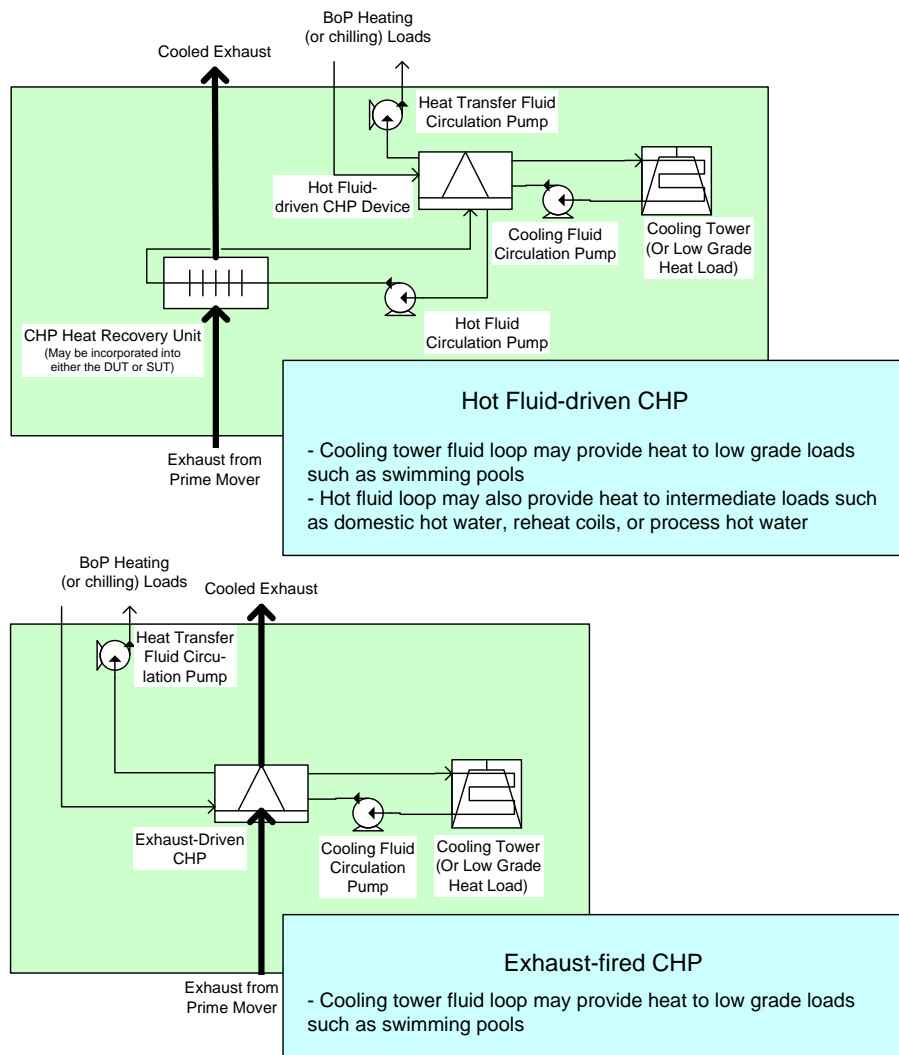 BoP Heating
(or chilling) Loads
Cooled Exhaust
Heat Transfer Fluid
Circulation Pump
Hot Fluid-
driven CHP Device
Cooling Fluid
Circulation Pump
Cooling Tower
(Or Low Grade
Heat Load)
CHP Heat Recovery Unit
(May be incorporated into
either the DUT or SUT)
Hot Fluid
Circulation Pump
Exhaust from
Prime Mover
Hot Fluid-driven CHP
- Cooling tower fluid loop may provide heat to low grade loads
such as swimming pools
- Hot fluid loop may also provide heat to intermediate loads such
as domestic hot water, reheat coils, or process hot water
BoP Heating
(or chilling) Loads
Cooled Exhaust
Heat Transfer
Fluid Circu-
lation Pump
Exhaust-Driven
CHP
Cooling Fluid
Circulation
Pump
Cooling Tower
(Or Low Grade
Heat Load)
Exhaust from
Prime Mover
Exhaust-fired CHP
- Cooling tower fluid loop may provide heat to low grade loads
such as swimming pools